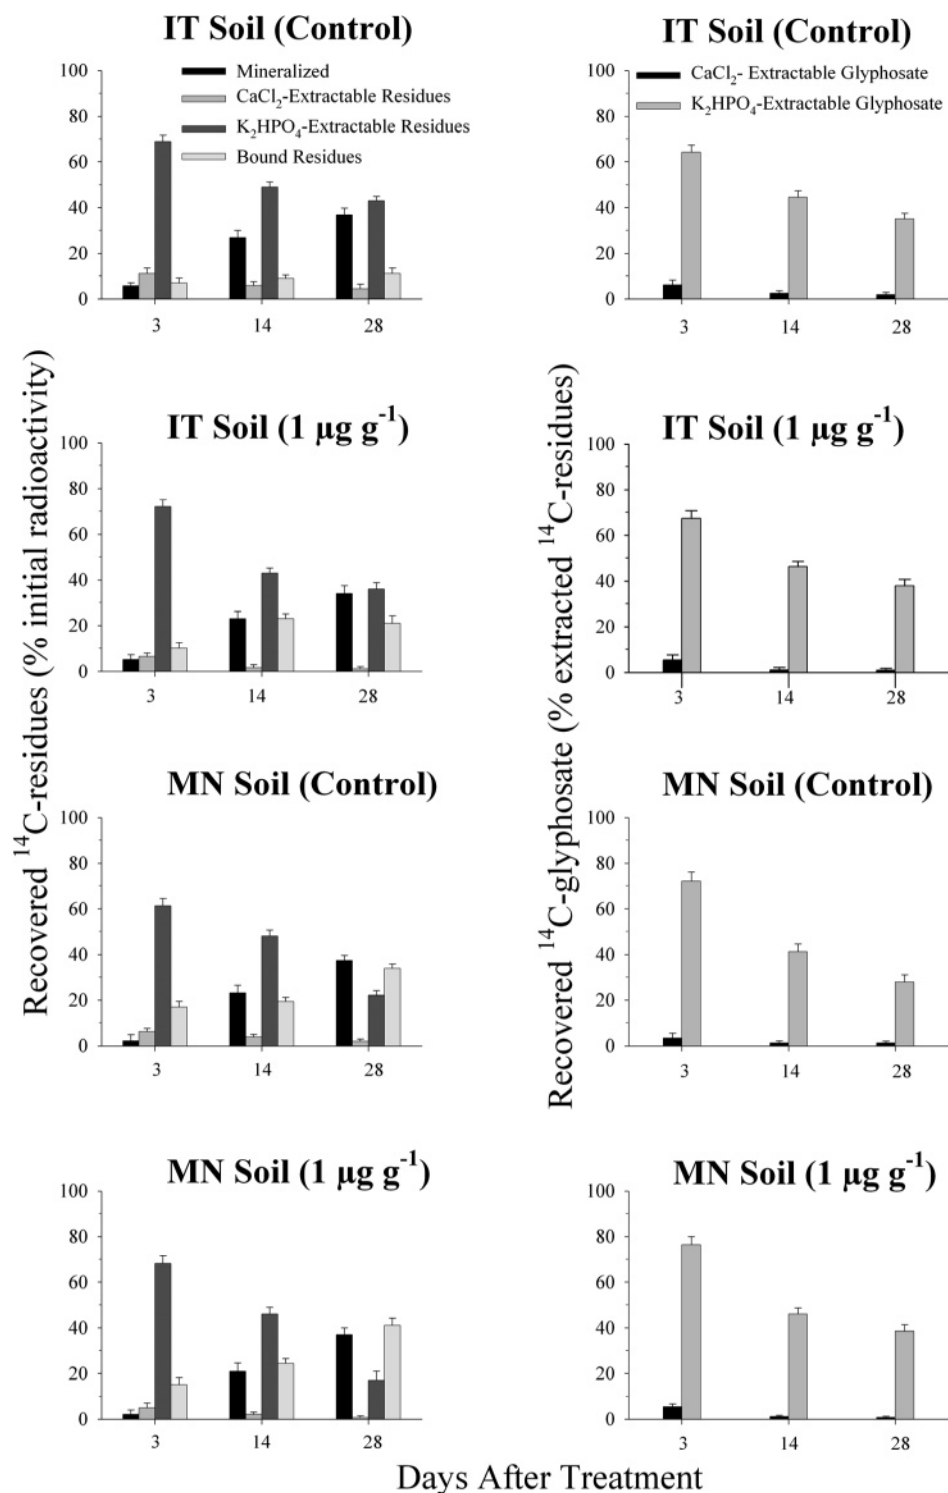 IT Soil (Control)
100
80
60
40
20
0
Mineralized
CaCl₂-Extractable Residues
K₂HPO₄-Extractable Residues
Bound Residues
3 14 28
IT Soil (Control)
100
80
60
40
20
0
CaCl₂- Extractable Glyphosate
K₂HPO₄-Extractable Glyphosate
3 14 28
Recovered ¹⁴C-residues (% initial radioactivity)
Recovered ¹⁴C-glyphosate (% extracted ¹⁴C-residues)
IT Soil (1 µg g⁻¹)
100
80
60
40
20
0
3 14 28
IT Soil (1 µg g⁻¹)
100
80
60
40
20
0
3 14 28
MN Soil (Control)
100
80
60
40
20
0
3 14 28
MN Soil (Control)
100
80
60
40
20
0
3 14 28
MN Soil (1 µg g⁻¹)
100
80
60
40
20
0
3 14 28
MN Soil (1 µg g⁻¹)
100
80
60
40
20
0
3 14 28
Days After Treatment